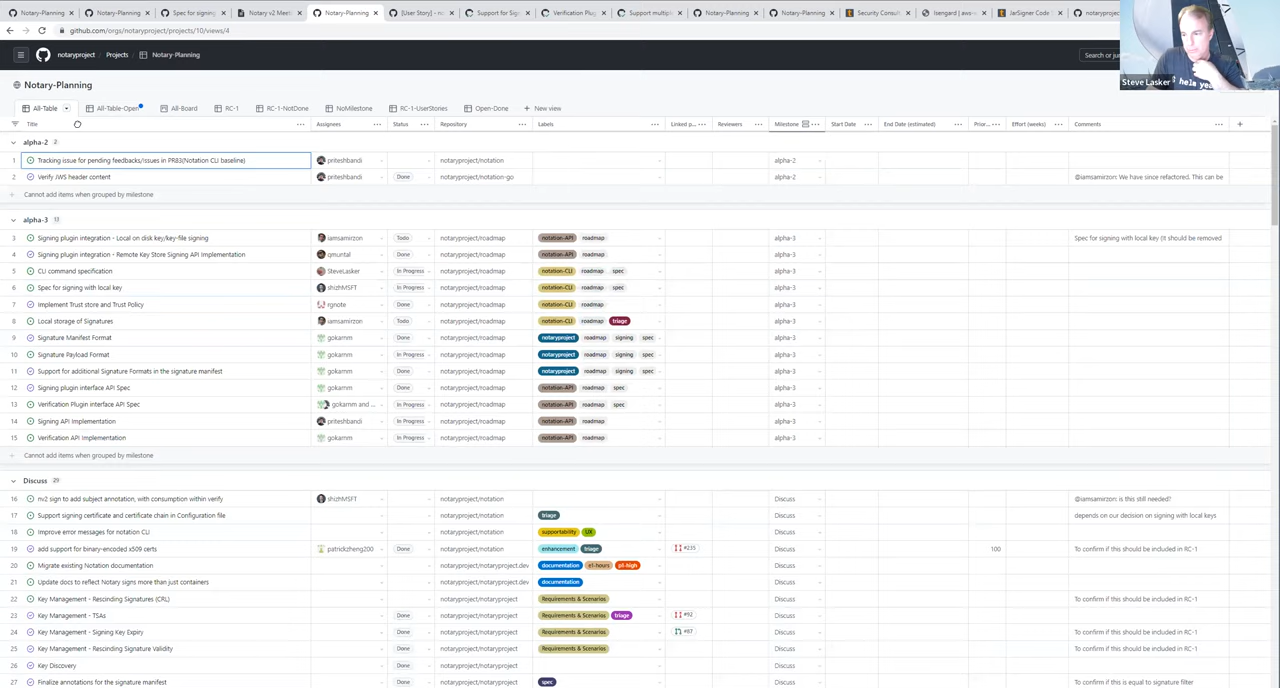 Notary-Planning Notary-Planning Spec for signin Notary v2 Meeti Notary-Planning [User Story] - n Support for Sig Verification Plug Support multipl Notary-Planning Notary-Planning Security Consult Isengard | aws- JarSigner Code notaryproject
github.com/orgs/notaryproject/projects/10/views/4
notaryproject Projects Notary-Planning Search or jum
Steve Lasker
Notary-Planning
All-Table All-Table-Open All-Board RC-1 RC-1-NotDone NoMilestone RC-1-UserStories Open-Done + New view
Title Assignees Status Repository Labels Linked p... Reviewers Milestone Start Date End Date (estimated) Prior... Effort (weeks) Comments
alpha-2 2
1 Tracking issue for pending feedbacks/issues in PR83(Notation CLI baseline) priteshbandi notaryproject/notation alpha-2
2 Verify JWS header content priteshbandi Done notaryproject/notation-go alpha-2 @iamsamirzon: We have since refactored. This can be
+ Cannot add items when grouped by milestone
alpha-3 13
3 Signing plugin integration - Local on disk key/key-file signing iamsamirzon Todo notaryproject/roadmap notation-API roadmap alpha-3 Spec for signing with local key (It should be removed
4 Signing plugin integration - Remote Key Store Signing API Implementation qmuntal Done notaryproject/roadmap notation-API roadmap alpha-3
5 CLI command specification SteveLasker In Progress notaryproject/roadmap notation-CLI roadmap spec alpha-3
6 Spec for signing with local key shizhMSFT In Progress notaryproject/roadmap notation-CLI roadmap spec alpha-3
7 Implement Trust store and Trust Policy rgnote Done notaryproject/roadmap notation-CLI roadmap alpha-3
8 Local storage of Signatures iamsamirzon Todo notaryproject/roadmap notation-CLI roadmap triage alpha-3
9 Signature Manifest Format gokarnm Done notaryproject/roadmap notaryproject roadmap signing spec alpha-3
10 Signature Payload Format gokarnm In Progress notaryproject/roadmap notaryproject roadmap signing spec alpha-3
11 Support for additional Signature Formats in the signature manifest gokarnm Done notaryproject/roadmap notaryproject roadmap signing spec alpha-3
12 Signing plugin interface API Spec gokarnm Done notaryproject/roadmap notation-API roadmap spec alpha-3
13 Verification Plugin interface API Spec gokarnm and ... In Progress notaryproject/roadmap notation-API roadmap spec alpha-3
14 Signing API Implementation priteshbandi In Progress notaryproject/roadmap notation-API roadmap alpha-3
15 Verification API Implementation gokarnm In Progress notaryproject/roadmap notation-API roadmap alpha-3
+ Cannot add items when grouped by milestone
Discuss 29
16 nv2 sign to add subject annotation, with consumption within verify shizhMSFT notaryproject/notation Discuss @iamsamirzon: is this still needed?
17 Support signing certificate and certificate chain in Configuration file notaryproject/notation triage Discuss depends on our decision on signing with local keys
18 Improve error messages for notation CLI notaryproject/notation supportability UX Discuss
19 add support for binary-encoded x509 certs patrickzheng200 Done notaryproject/notation enhancement triage #235 Discuss 100 To confirm if this should be included in RC-1
20 Migrate existing Notation documentation notaryproject/notaryproject.dev documentation e1-hours p1-high Discuss
21 Update docs to reflect Notary signs more than just containers notaryproject/notaryproject.dev documentation Discuss
22 Key Management - Rescinding Signatures (CRL) notaryproject/notaryproject Requirements & Scenarios Discuss To confirm if this should be included in RC-1
23 Key Management - TSAs Done notaryproject/notaryproject Requirements & Scenarios triage #92 Discuss
24 Key Management - Signing Key Expiry Done notaryproject/notaryproject Requirements & Scenarios #87 Discuss To confirm if this should be included in RC-1
25 Key Management - Rescinding Signature Validity Done notaryproject/notaryproject Requirements & Scenarios Discuss To confirm if this should be included in RC-1
26 Key Discovery Done notaryproject/notaryproject Discuss
27 Finalize annotations for the signature manifest Done notaryproject/notaryproject spec Discuss To confirm if this is equal to signature filter